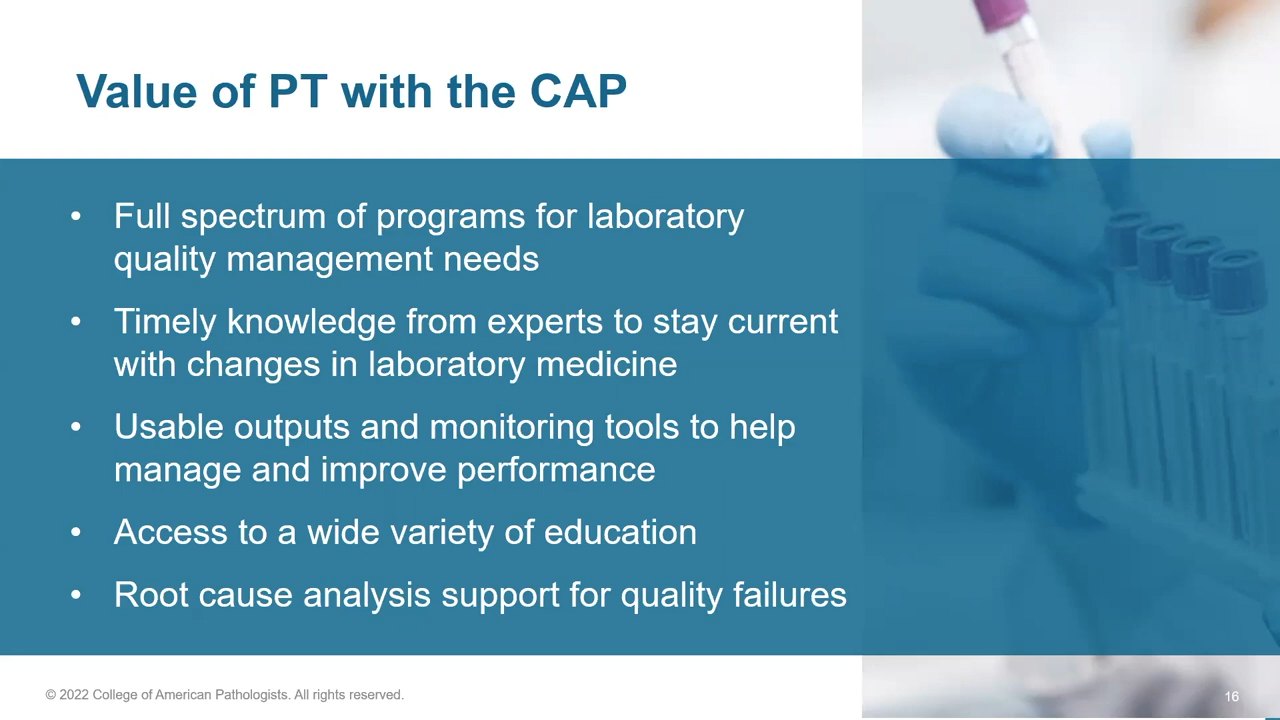 Value of PT with the CAP
• Full spectrum of programs for laboratory
quality management needs
• Timely knowledge from experts to stay current
with changes in laboratory medicine
• Usable outputs and monitoring tools to help
manage and improve performance
• Access to a wide variety of education
• Root cause analysis support for quality failures
© 2022 College of American Pathologists. All rights reserved.
16